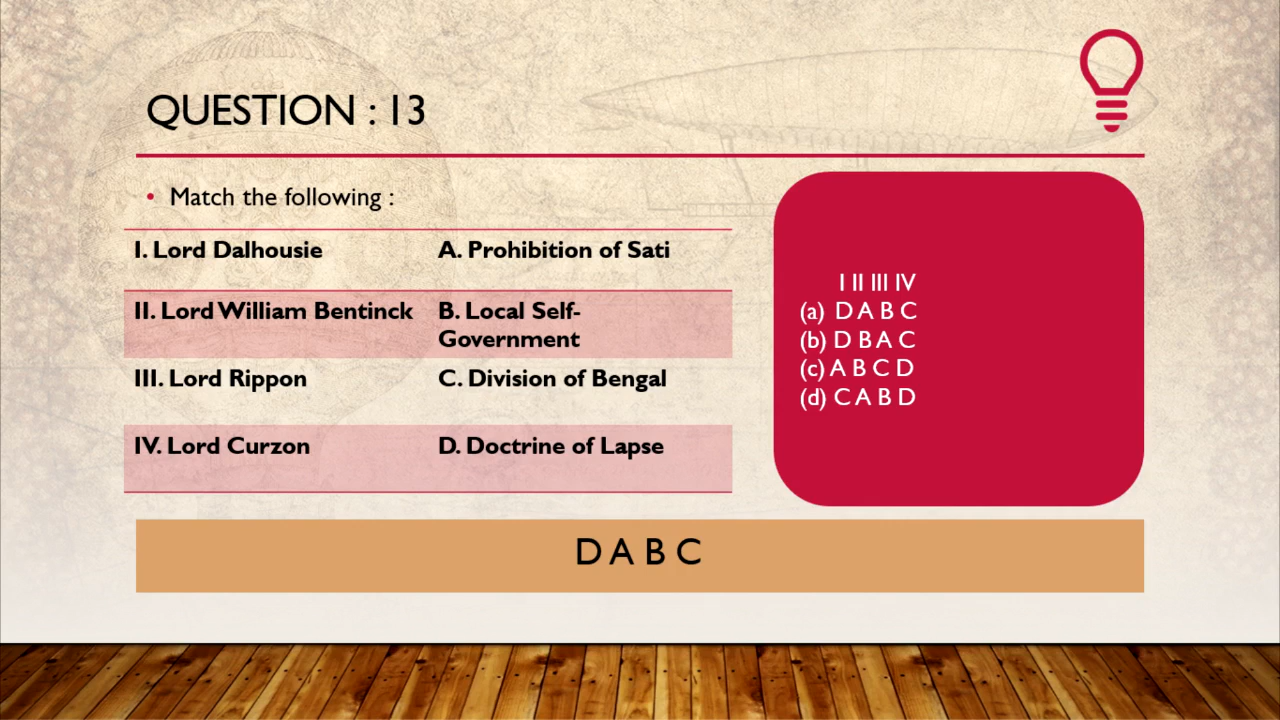 QUESTION : 13
• Match the following :
I. Lord Dalhousie A. Prohibition of Sati
II. Lord William Bentinck B. Local Self-
Government
III. Lord Rippon C. Division of Bengal
IV. Lord Curzon D. Doctrine of Lapse
I II III IV
(a) D A B C
(b) D B A C
(c) A B C D
(d) C A B D
D A B C